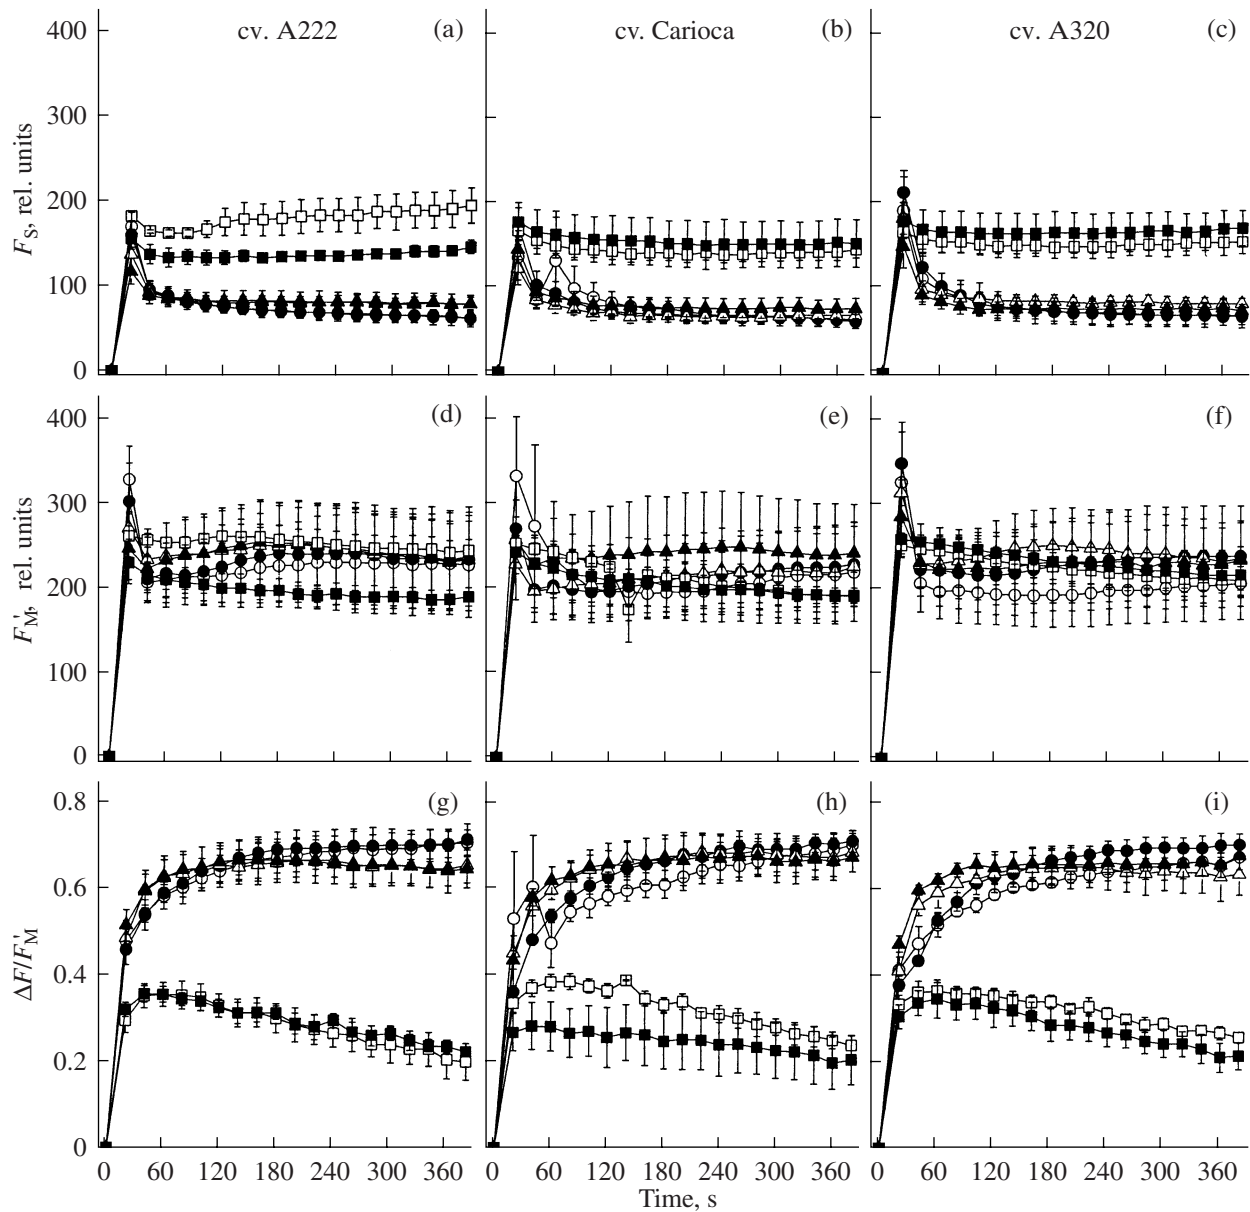 cv. A222 (a) cv. Carioca (b) cv. A320 (c)
400
300
200
100
0
F_S, rel. units
(d) (e) (f)
400
300
200
100
0
F'_M, rel. units
(g) (h) (i)
0.8
0.6
0.4
0.2
0
ΔF/F'_M
0 60 120 180 240 300 360 0 60 120 180 240 300 360 0 60 120 180 240 300 360
Time, s